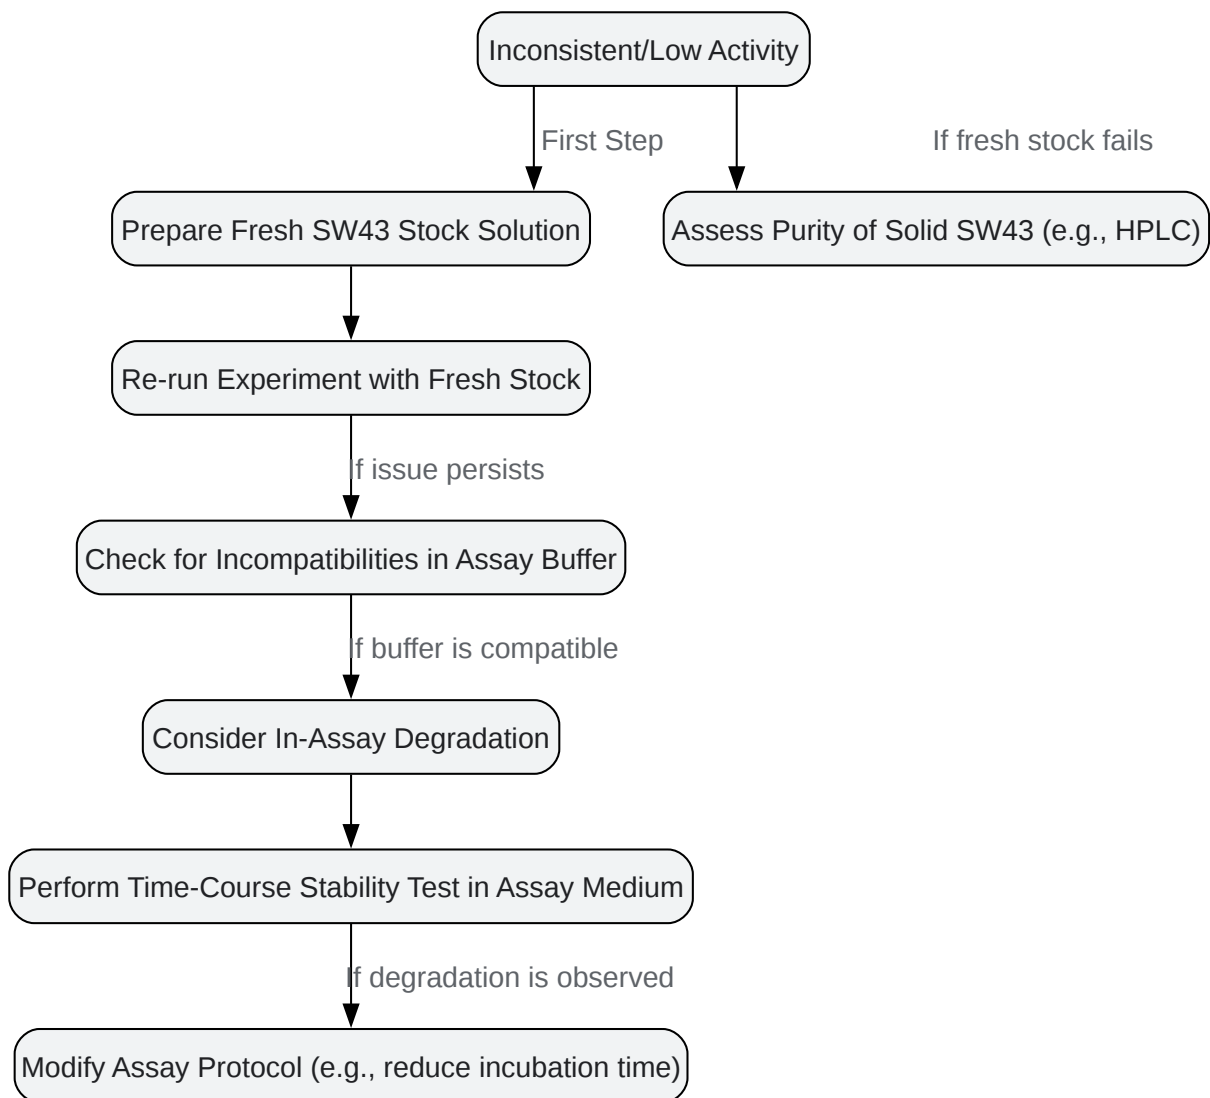 Inconsistent/Low Activity
First Step
If fresh stock fails
Prepare Fresh SW43 Stock Solution
Assess Purity of Solid SW43 (e.g., HPLC)
Re-run Experiment with Fresh Stock
If issue persists
Check for Incompatibilities in Assay Buffer
If buffer is compatible
Consider In-Assay Degradation
Perform Time-Course Stability Test in Assay Medium
If degradation is observed
Modify Assay Protocol (e.g., reduce incubation time)